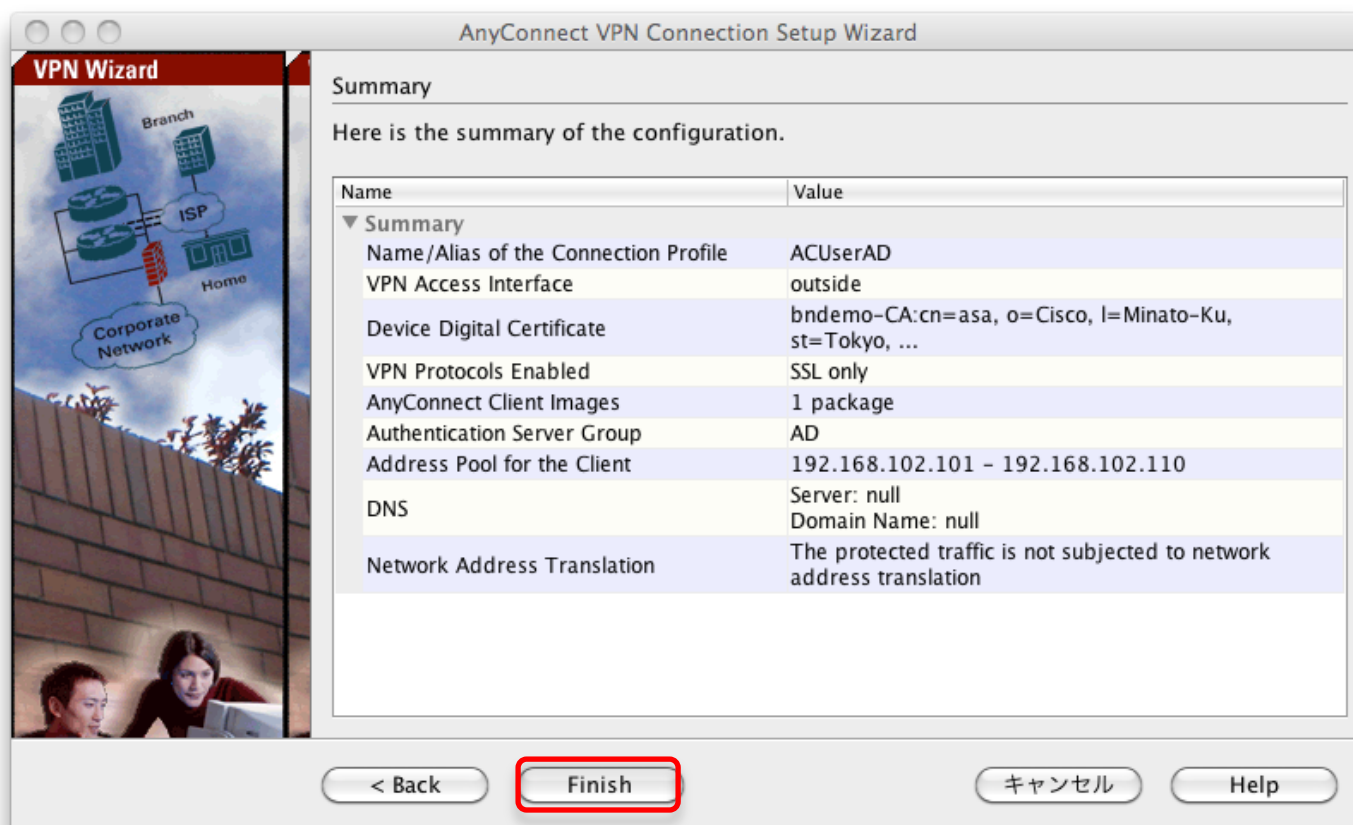 AnyConnect VPN Connection Setup Wizard
VPN Wizard
Branch
ISP
Home
Corporate
Network
Summary
Here is the summary of the configuration.
Name Value
Summary
Name/Alias of the Connection Profile ACUserAD
VPN Access Interface outside
Device Digital Certificate bndemo-CA:cn=asa, o=Cisco, l=Minato-Ku,
st=Tokyo, ...
VPN Protocols Enabled SSL only
AnyConnect Client Images 1 package
Authentication Server Group AD
Address Pool for the Client 192.168.102.101 - 192.168.102.110
DNS Server: null
Domain Name: null
Network Address Translation The protected traffic is not subjected to network
address translation
< Back Finish キャンセル Help